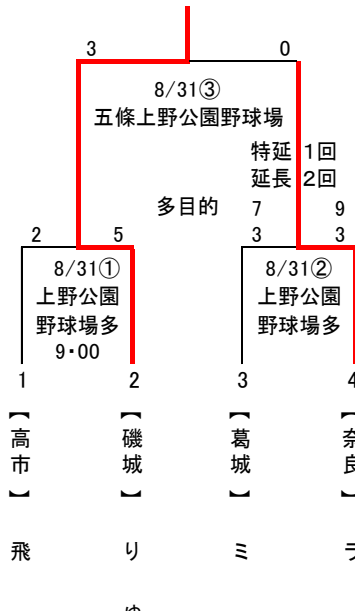 3 0
8/31③
五條上野公園野球場
特延 1回
延長 2回
多目的 7 9
2 5 3 3
8/31① 8/31②
上野公園 上野公園
野球場多 野球場多
9・00
1 2 3 4
【高市】 【磯城】 【葛城】 【奈良】
飛 り ミ ラ